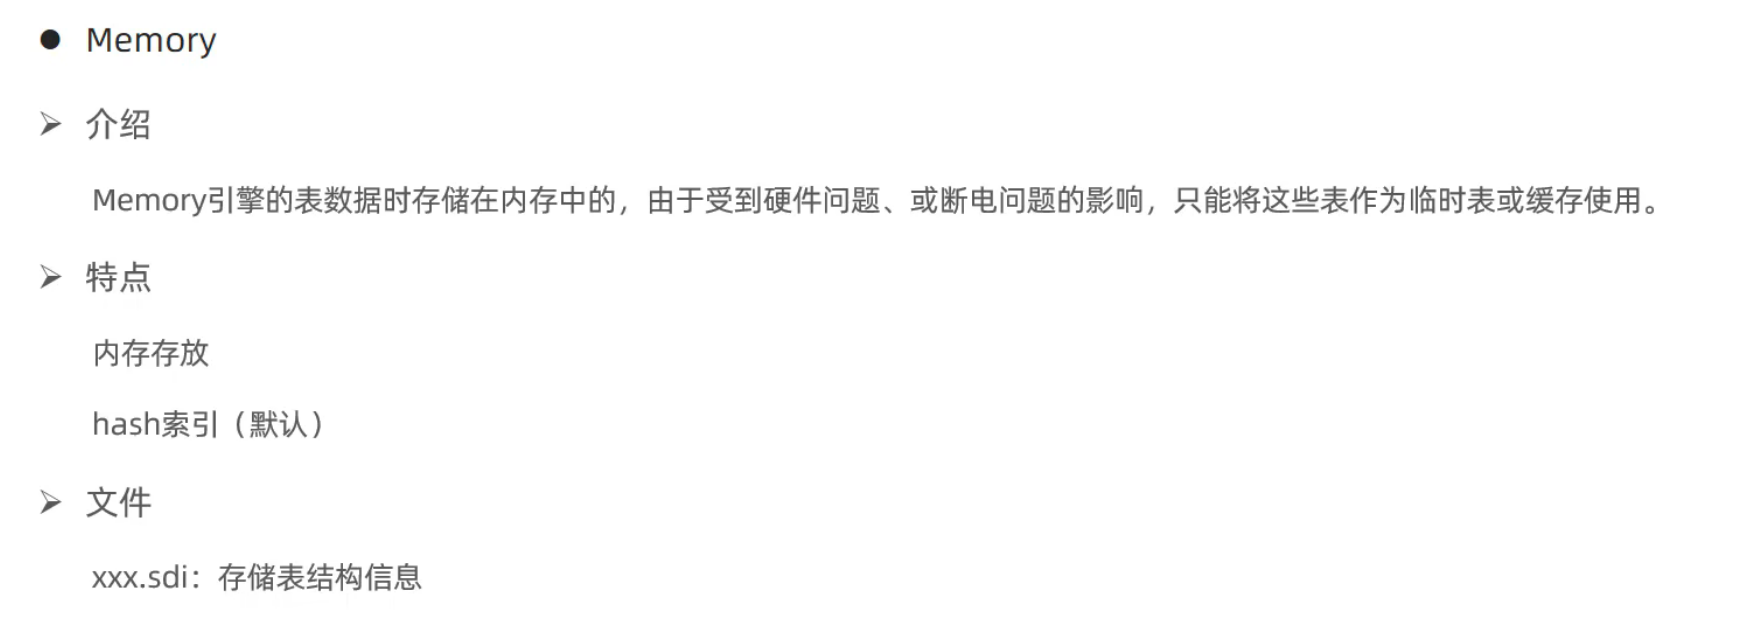 ● Memory
➢ 介绍
Memory引擎的表数据时存储在内存中的，由于受到硬件问题、或断电问题的影响，只能将这些表作为临时表或缓存使用。
➢ 特点
内存存放
hash索引（默认）
➢ 文件
xxx.sdi：存储表结构信息